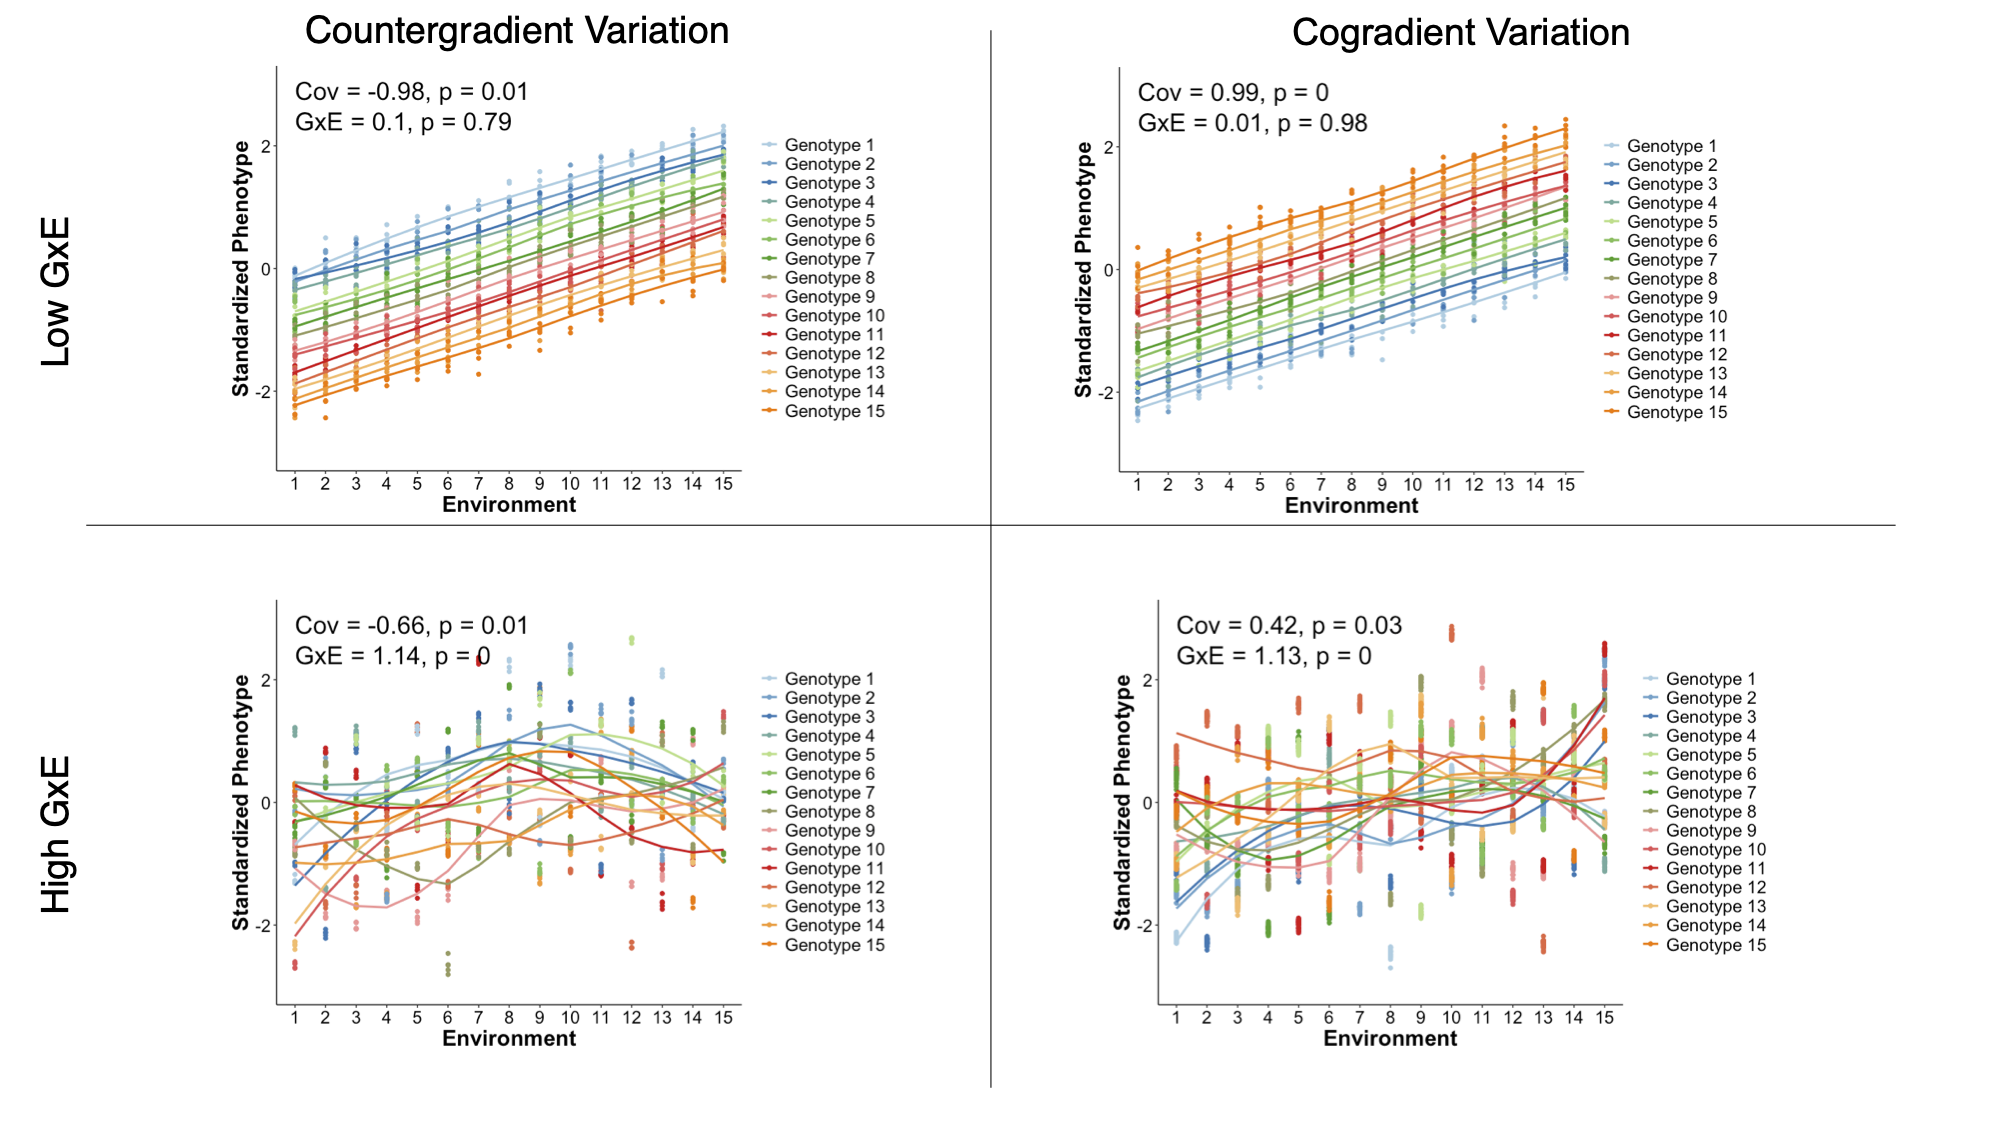 Countergradient Variation
Cogradient Variation
Low GxE
High GxE
Cov = -0.98, p = 0.01
GxE = 0.1, p = 0.79
Standardized Phenotype
2
0
-2
1 2 3 4 5 6 7 8 9 10 11 12 13 14 15
Environment
Genotype 1
Genotype 2
Genotype 3
Genotype 4
Genotype 5
Genotype 6
Genotype 7
Genotype 8
Genotype 9
Genotype 10
Genotype 11
Genotype 12
Genotype 13
Genotype 14
Genotype 15
Cov = 0.99, p = 0
GxE = 0.01, p = 0.98
Standardized Phenotype
2
0
-2
1 2 3 4 5 6 7 8 9 10 11 12 13 14 15
Environment
Genotype 1
Genotype 2
Genotype 3
Genotype 4
Genotype 5
Genotype 6
Genotype 7
Genotype 8
Genotype 9
Genotype 10
Genotype 11
Genotype 12
Genotype 13
Genotype 14
Genotype 15
Cov = -0.66, p = 0.01
GxE = 1.14, p = 0
Standardized Phenotype
2
0
-2
1 2 3 4 5 6 7 8 9 10 11 12 13 14 15
Environment
Genotype 1
Genotype 2
Genotype 3
Genotype 4
Genotype 5
Genotype 6
Genotype 7
Genotype 8
Genotype 9
Genotype 10
Genotype 11
Genotype 12
Genotype 13
Genotype 14
Genotype 15
Cov = 0.42, p = 0.03
GxE = 1.13, p = 0
Standardized Phenotype
2
0
-2
1 2 3 4 5 6 7 8 9 10 11 12 13 14 15
Environment
Genotype 1
Genotype 2
Genotype 3
Genotype 4
Genotype 5
Genotype 6
Genotype 7
Genotype 8
Genotype 9
Genotype 10
Genotype 11
Genotype 12
Genotype 13
Genotype 14
Genotype 15